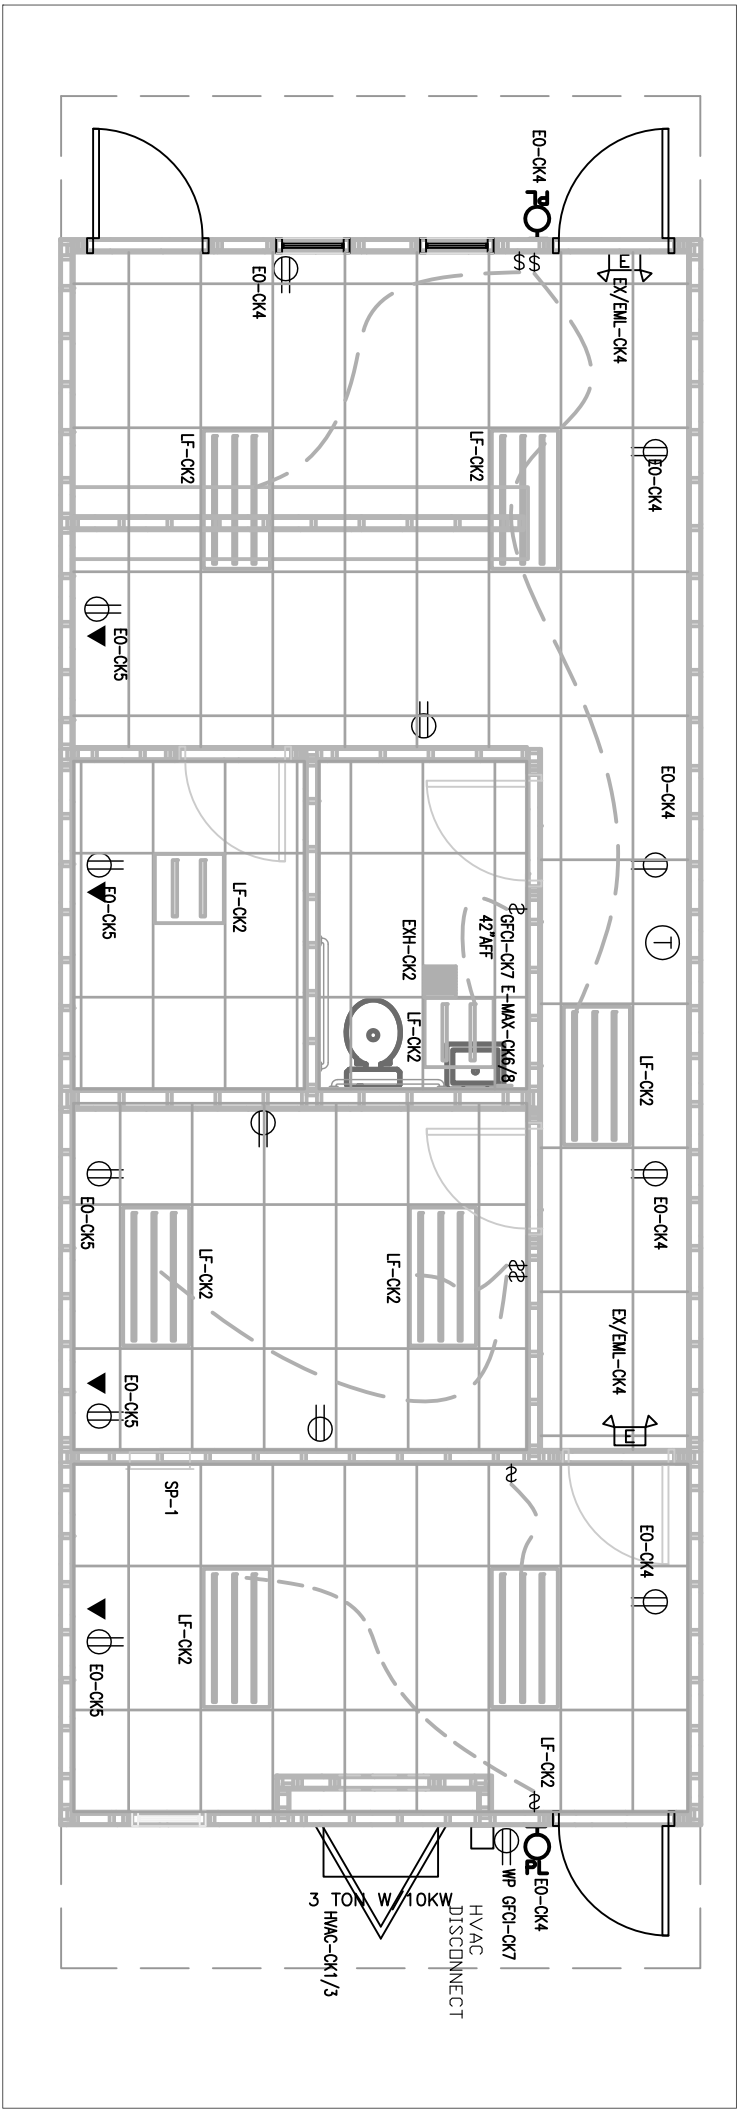 EO-CK4
$$
E
EX/EML-CK4
EO-CK4
LF-CK2
LF-CK2
EO-CK4
EO-CK5
EO-CK4
LF-CK2
EO-CK5
GFCI-CK7
42"AFF
E-MAX-CK6/8
EXH-CK2
LF-CK2
T
LF-CK2
EO-CK5
EO-CK4
LF-CK2
LF-CK2
$$
EX/EML-CK4
E
EO-CK5
SP-1
EO-CK4
LF-CK2
EO-CK5
LF-CK2
3 TON W/10KW
HVAC-CK1/3
HVAC
DISCONNECT
WP GFCI-CK7
EO-CK4